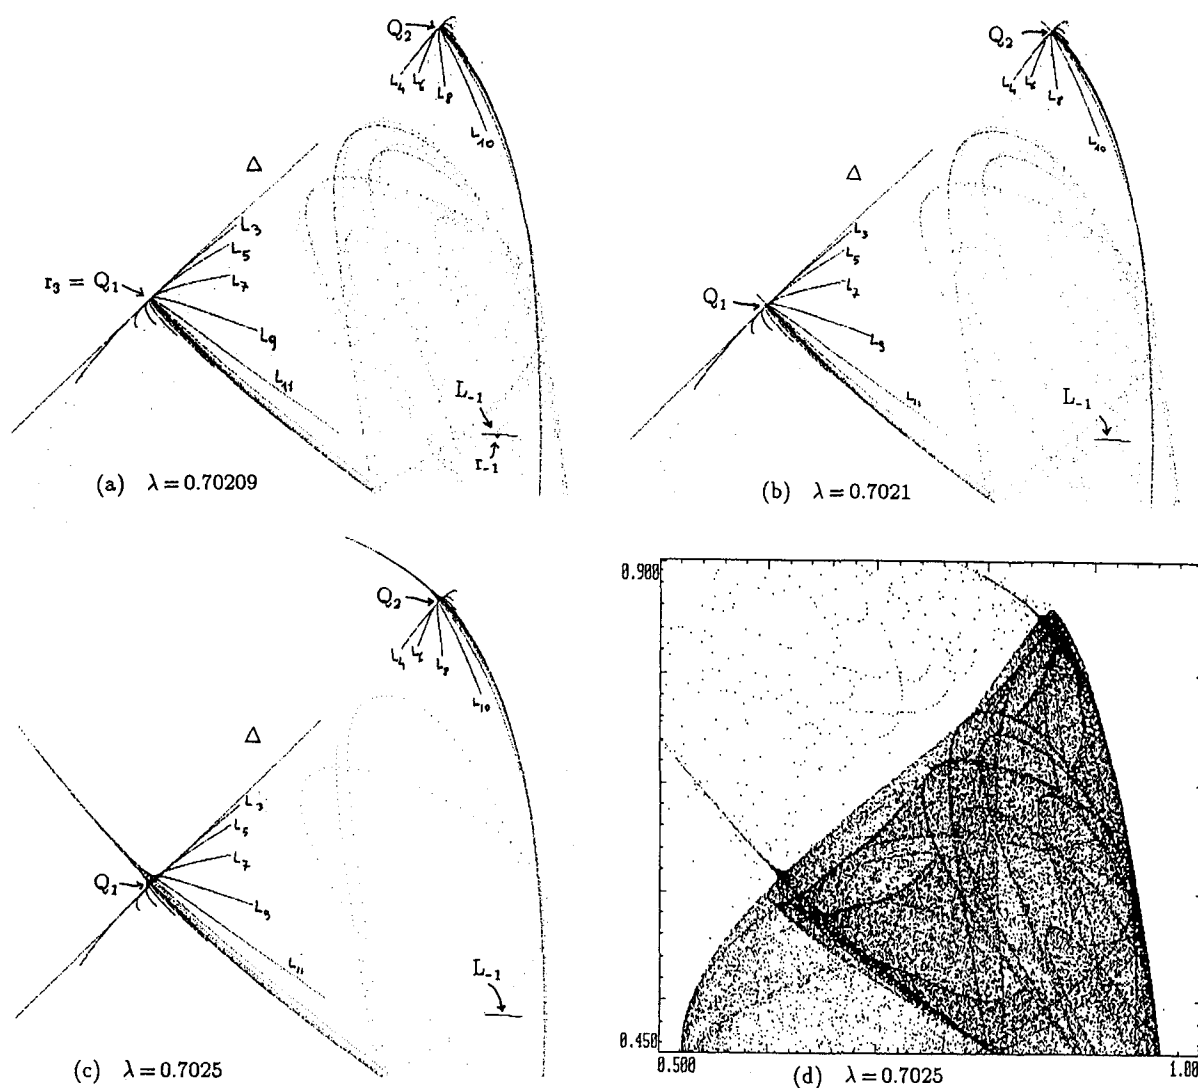 Q₂
L₄ L₆ L₈
L₁₀
Δ
L₃
L₅
L₇
r₃ = Q₁
L₉
L₁₁
L₋₁
r₋₁
(a) λ = 0.70209
Q₂
L₄ L₆ L₈
L₁₀
Δ
L₃
L₅
L₇
Q₁
L₉
L₁₁
L₋₁
(b) λ = 0.7021
Q₂
L₄ L₆ L₈
L₁₀
Δ
L₃
L₅
L₇
Q₁
L₉
L₁₁
L₋₁
(c) λ = 0.7025
0.900
0.450
0.500
1.00
(d) λ = 0.7025